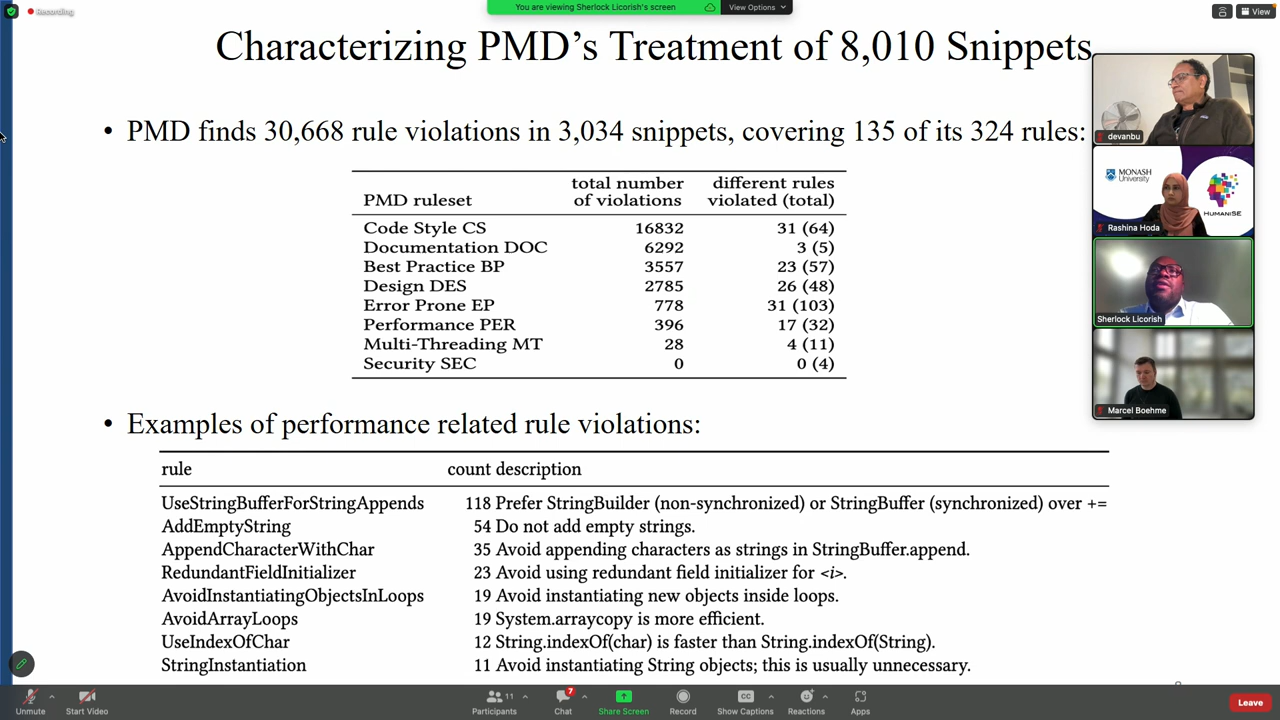 Recording
You are viewing Sherlock Licorish's screen
View Options
View
Characterizing PMD's Treatment of 8,010 Snippets
• PMD finds 30,668 rule violations in 3,034 snippets, covering 135 of its 324 rules:
PMD ruleset total number of violations different rules violated (total)
Code Style CS 16832 31 (64)
Documentation DOC 6292 3 (5)
Best Practice BP 3557 23 (57)
Design DES 2785 26 (48)
Error Prone EP 778 31 (103)
Performance PER 396 17 (32)
Multi-Threading MT 28 4 (11)
Security SEC 0 0 (4)
• Examples of performance related rule violations:
rule count description
UseStringBufferForStringAppends 118 Prefer StringBuilder (non-synchronized) or StringBuffer (synchronized) over +=
AddEmptyString 54 Do not add empty strings.
AppendCharacterWithChar 35 Avoid appending characters as strings in StringBuffer.append.
RedundantFieldInitializer 23 Avoid using redundant field initializer for <i>.
AvoidInstantiatingObjectsInLoops 19 Avoid instantiating new objects inside loops.
AvoidArrayLoops 19 System.arraycopy is more efficient.
UseIndexOfChar 12 String.indexOf(char) is faster than String.indexOf(String).
StringInstantiation 11 Avoid instantiating String objects; this is usually unnecessary.
devanbu
MONASH
University
HumaniSE
Rashina Hoda
Sherlock Licorish
Marcel Boehme
Unmute
Start Video
Participants 11
Chat 7
Share Screen
Record
CC
Show Captions
Reactions
Apps
Leave